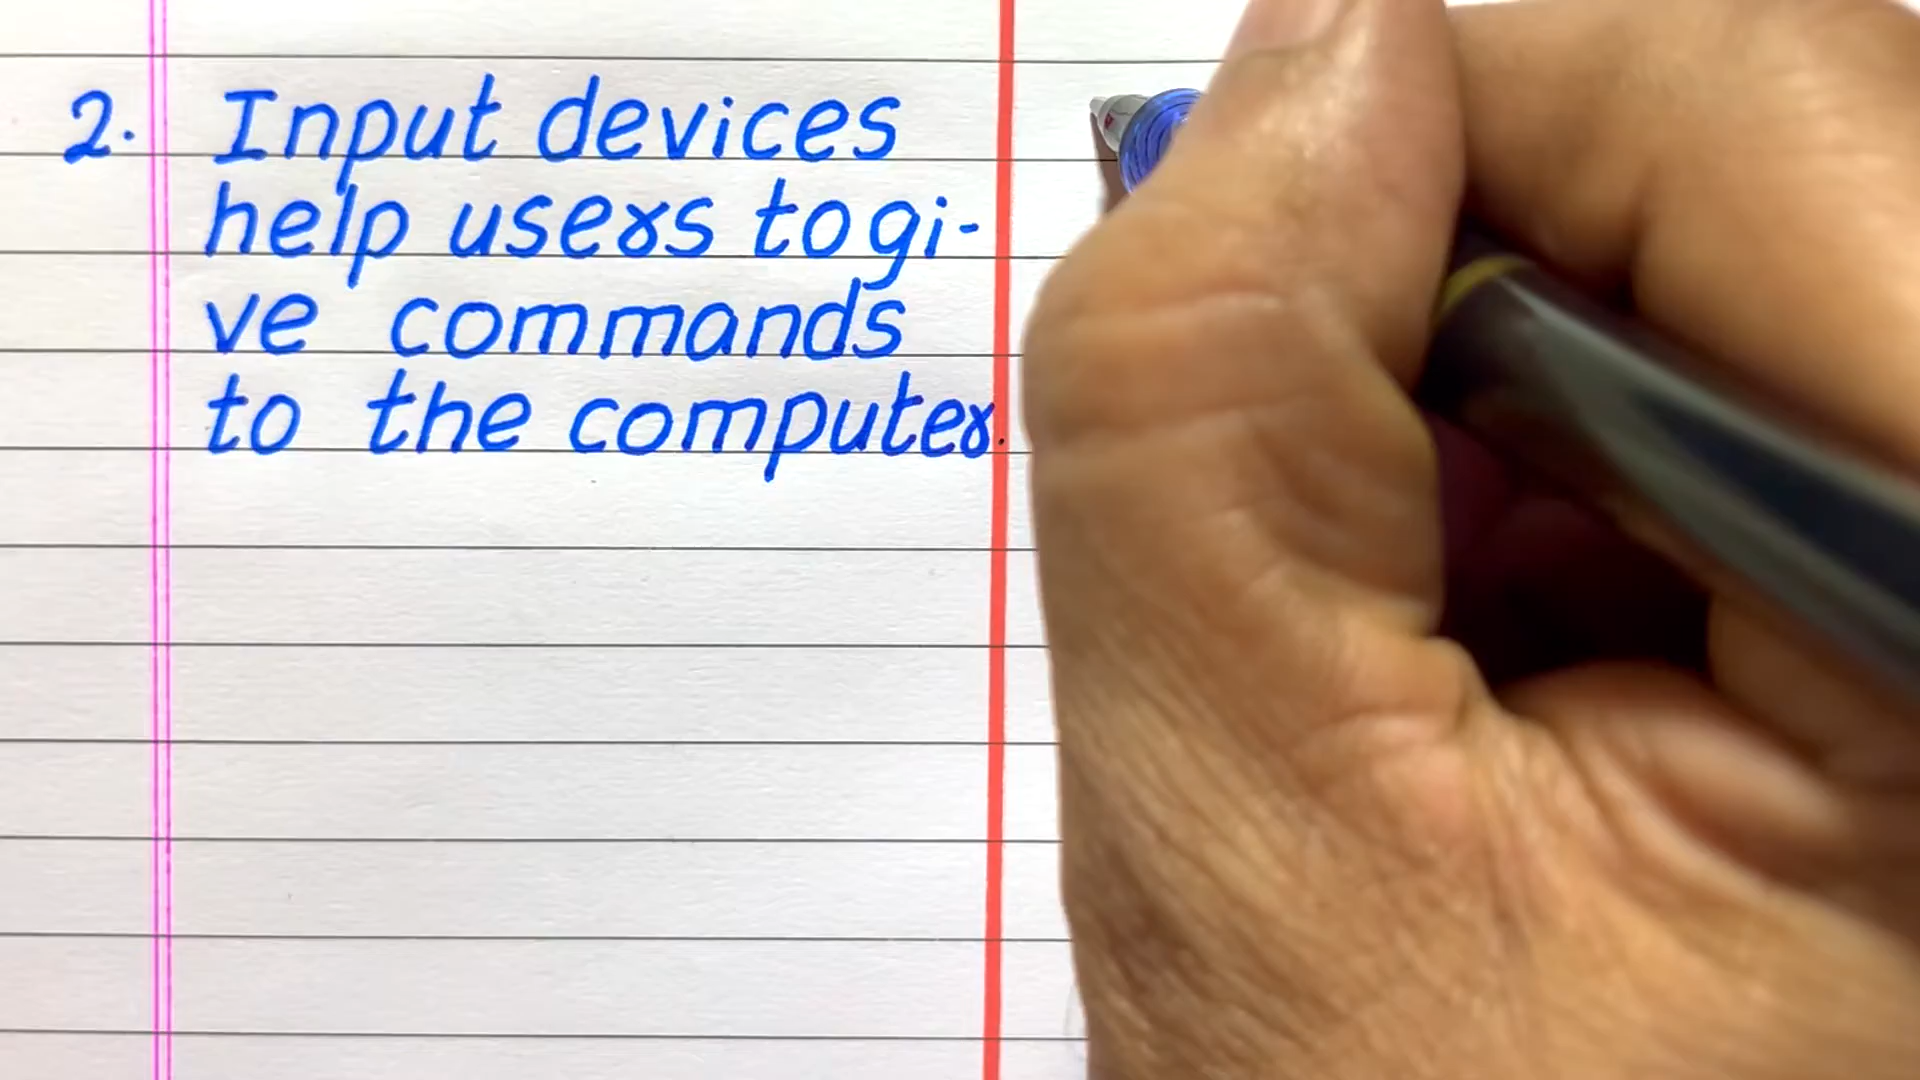 2. Input devices
help users to gi-
ve commands
to the computer.